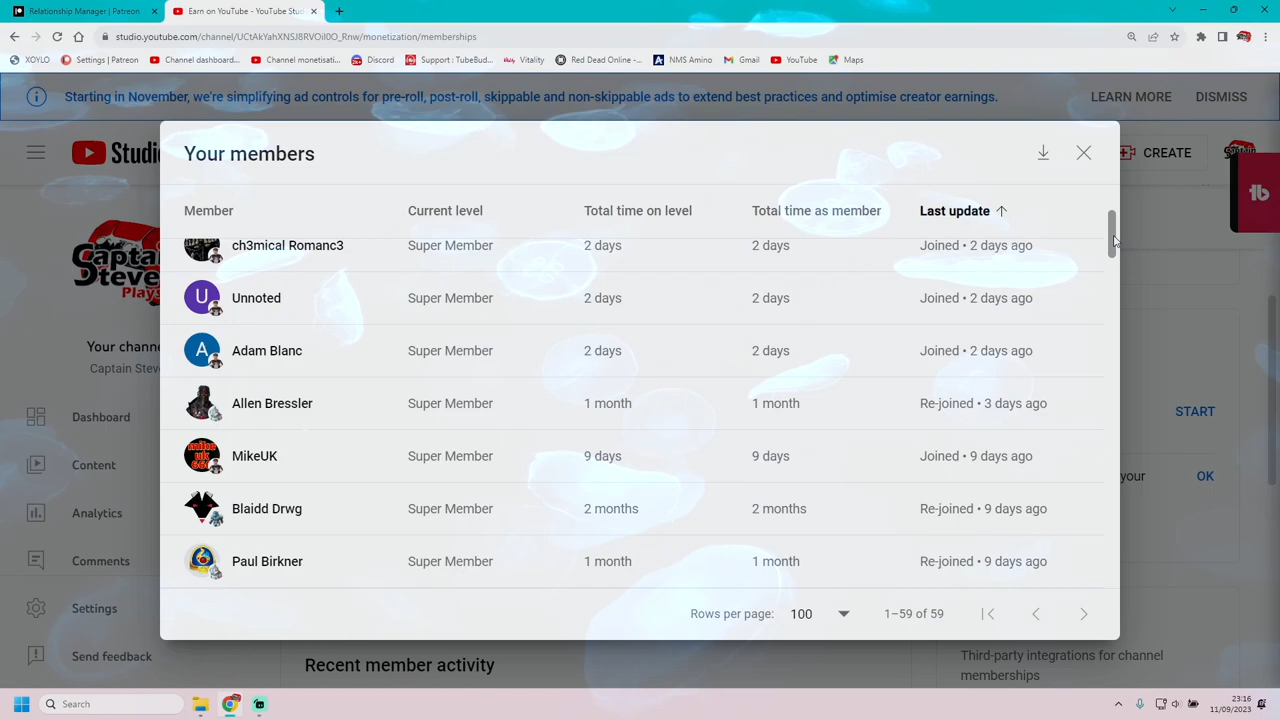 Relationship Manager | Patreon
Earn on YouTube - YouTube Stud
studio.youtube.com/channel/UCtAkYahXNSJ8RVOiI0O_Rnw/monetization/memberships
XOYLO
Settings | Patreon
Channel dashboard...
Channel monetisati...
Discord
Support : TubeBud...
Vitality
Red Dead Online -...
NMS Amino
Gmail
YouTube
Maps
Starting in November, we're simplifying ad controls for pre-roll, post-roll, skippable and non-skippable ads to extend best practices and optimise creator earnings.
LEARN MORE
DISMISS
Studio
CREATE
Captain
tb
Your members
Member
Current level
Total time on level
Total time as member
Last update
ch3mical Romanc3 Super Member 2 days 2 days Joined • 2 days ago
U Unnoted Super Member 2 days 2 days Joined • 2 days ago
A Adam Blanc Super Member 2 days 2 days Joined • 2 days ago
Allen Bressler Super Member 1 month 1 month Re-joined • 3 days ago
MikeUK Super Member 9 days 9 days Joined • 9 days ago
Blaidd Drwg Super Member 2 months 2 months Re-joined • 9 days ago
Paul Birkner Super Member 1 month 1 month Re-joined • 9 days ago
Rows per page: 100
1–59 of 59
Captain
Steve
Play
Your chann
Captain Stev
Dashboard
Content
Analytics
Comments
Settings
Send feedback
START
your
OK
Recent member activity
Third-party integrations for channel
memberships
Search
23:16
11/09/2023